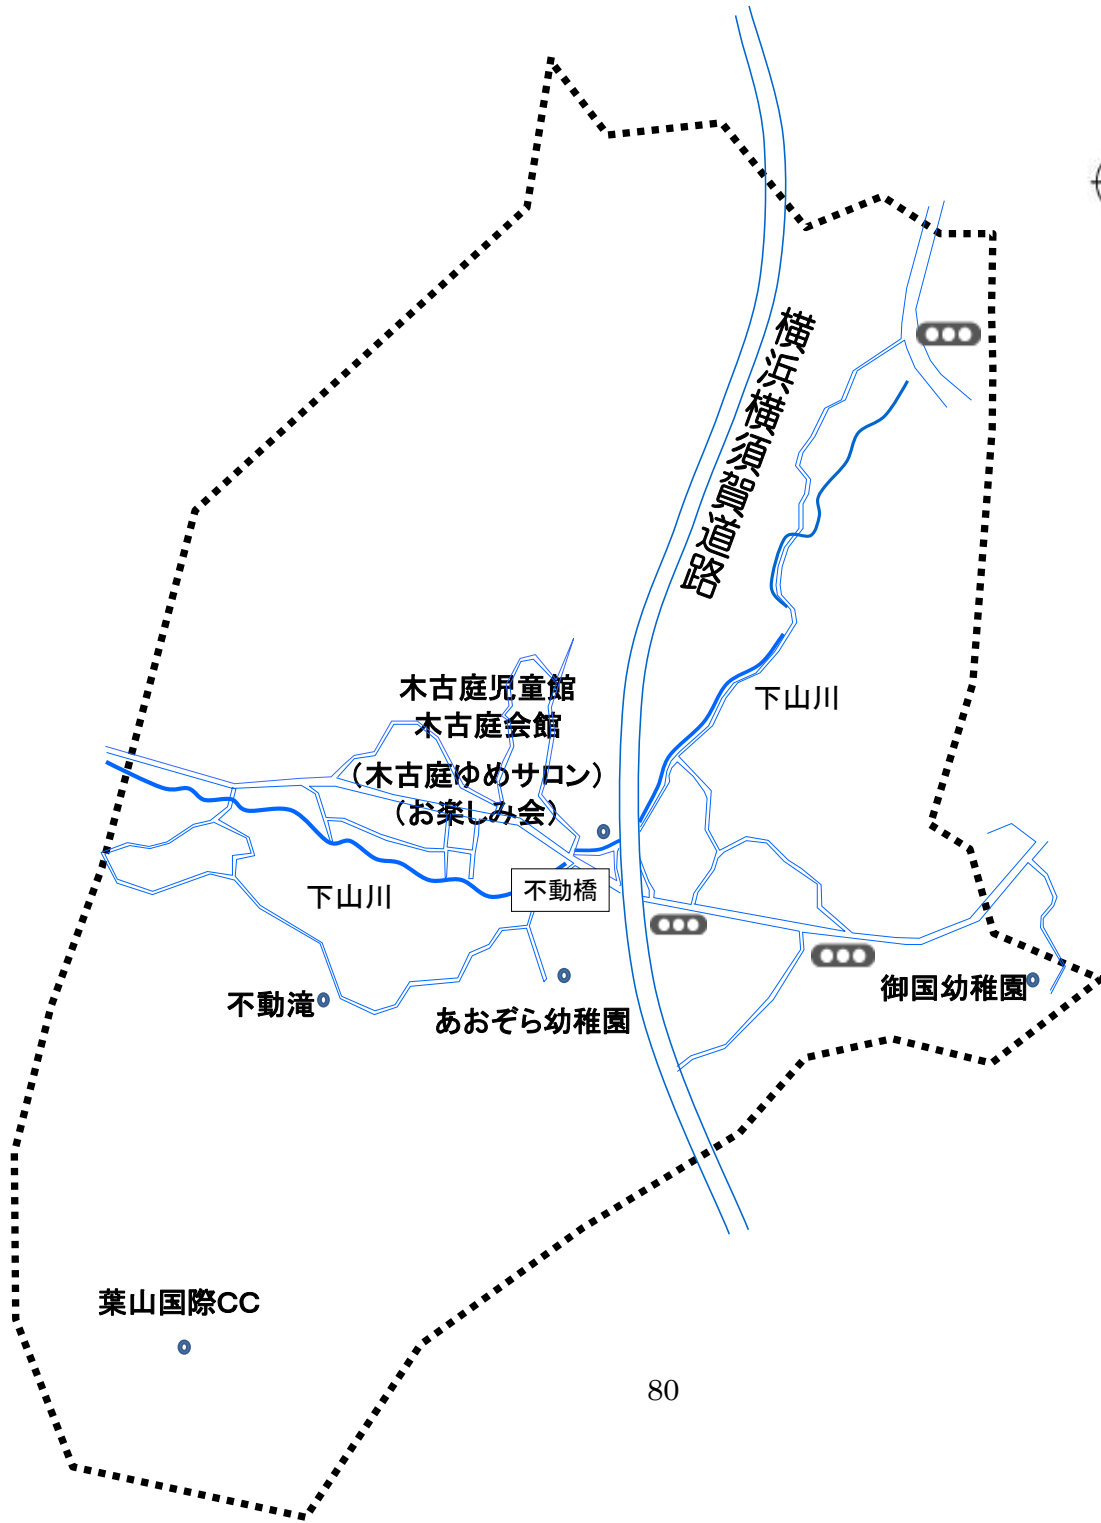 横浜横須賀道路
木古庭児童館
木古庭会館
（木古庭ゆめサロン）
（お楽しみ会）
下山川
下山川
不動橋
不動滝
あおぞら幼稚園
御国幼稚園
葉山国際CC
80